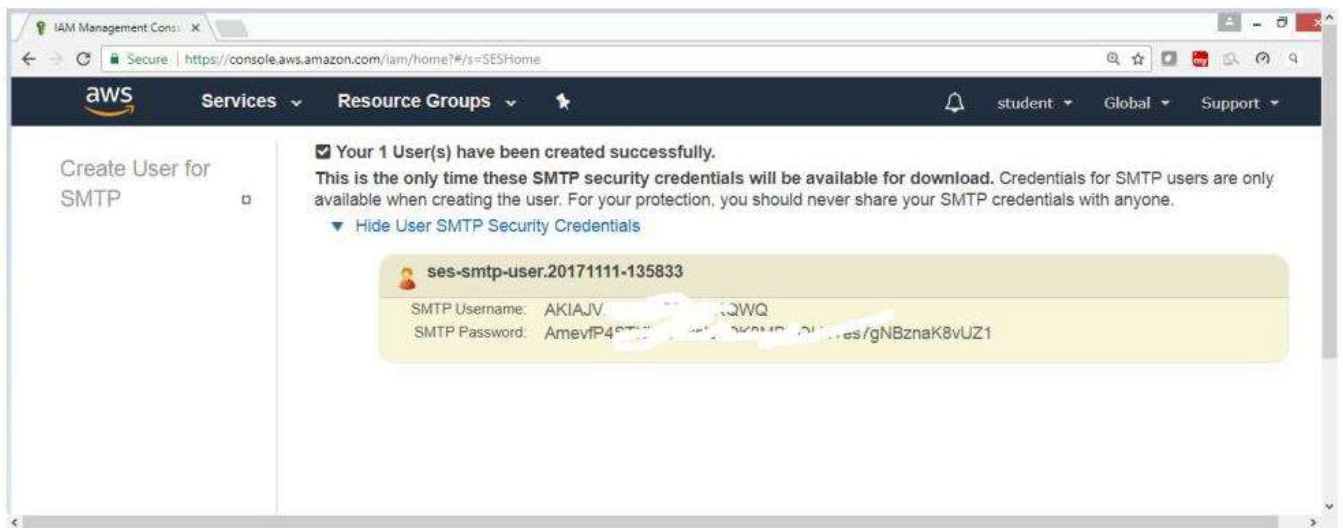 IAM Management Cons
Secure | https://console.aws.amazon.com/iam/home?#/s=SESHome
aws Services Resource Groups student Global Support
Create User for
SMTP
Your 1 User(s) have been created successfully.
This is the only time these SMTP security credentials will be available for download. Credentials for SMTP users are only
available when creating the user. For your protection, you should never share your SMTP credentials with anyone.
Hide User SMTP Security Credentials
ses-smtp-user.20171111-135833
SMTP Username:
SMTP Password: